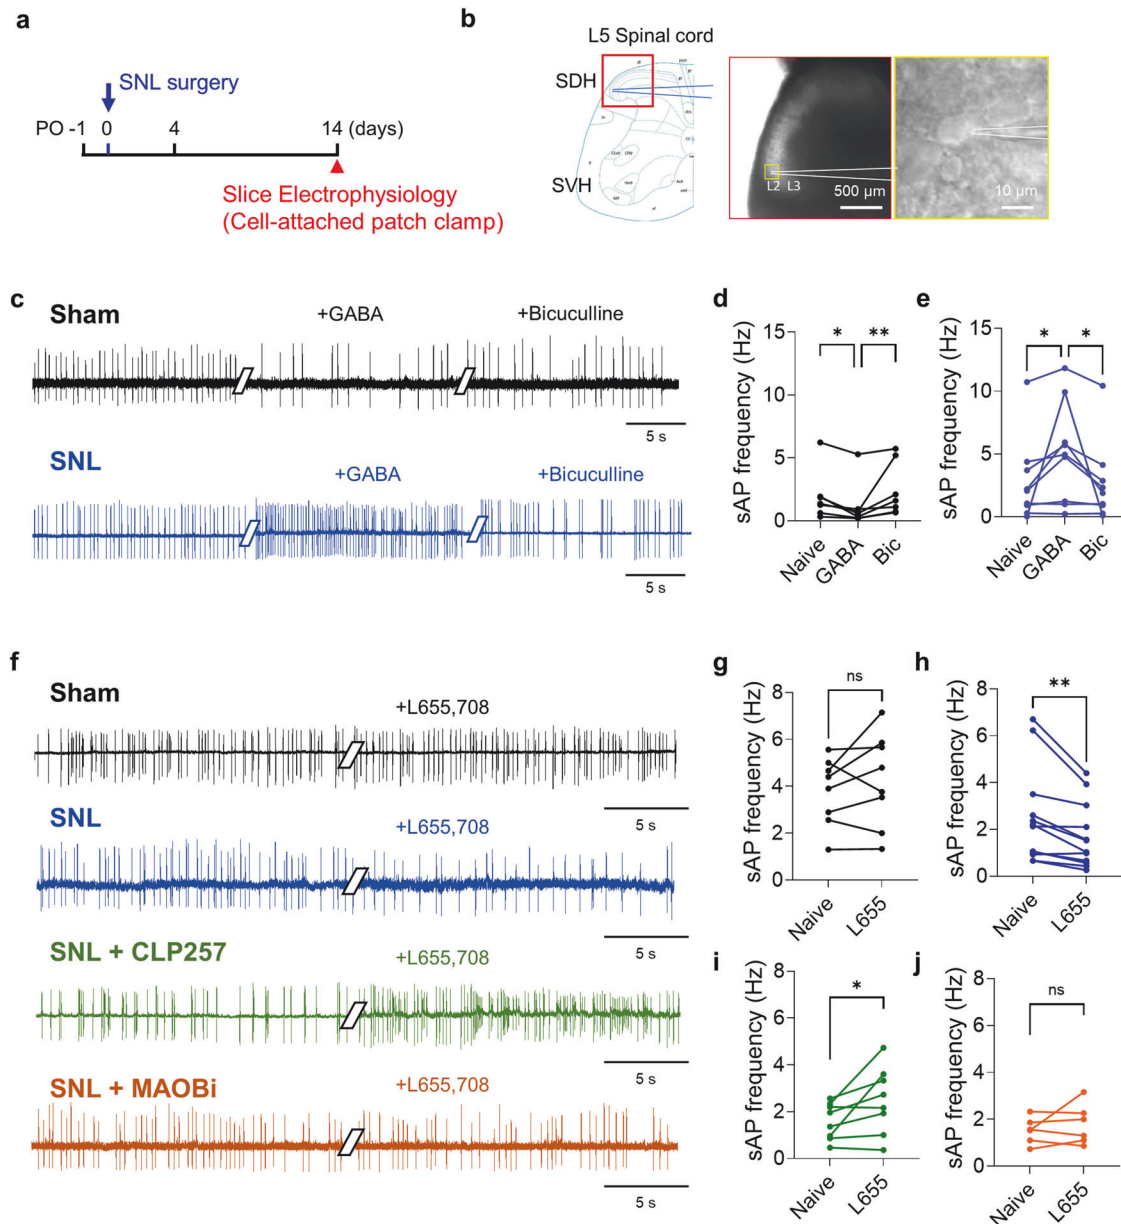 a
SNL surgery
PO -1 0 4 14 (days)
Slice Electrophysiology
(Cell-attached patch clamp)
b
L5 Spinal cord
SDH
SVH
L2 L3
500 µm
10 µm
c
Sham
+GABA
+Bicuculline
5 s
SNL
+GABA
+Bicuculline
5 s
d
sAP frequency (Hz)
15
10
5
0
*
**
Naive
GABA
Bic
e
sAP frequency (Hz)
15
10
5
0
*
*
Naive
GABA
Bic
f
Sham
+L655,708
5 s
SNL
+L655,708
5 s
SNL + CLP257
+L655,708
5 s
SNL + MAOBi
+L655,708
5 s
g
sAP frequency (Hz)
8
6
4
2
0
ns
Naive
L655
h
sAP frequency (Hz)
8
6
4
2
0
**
Naive
L655
i
sAP frequency (Hz)
8
6
4
2
0
*
Naive
L655
j
sAP frequency (Hz)
8
6
4
2
0
ns
Naive
L655